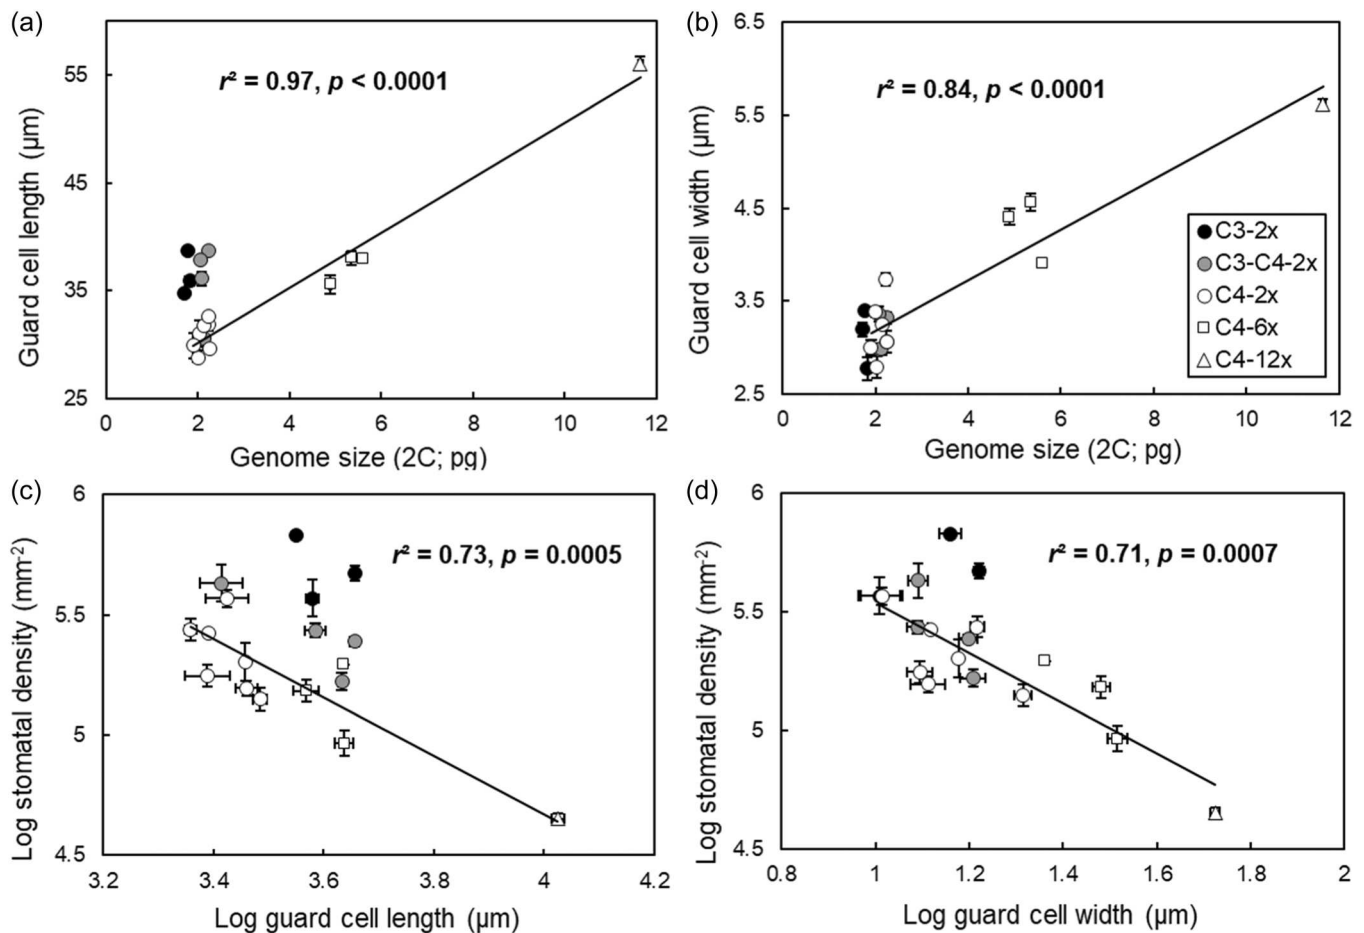 (a)
r² = 0.97, p < 0.0001
Guard cell length (µm)
55
45
35
25
0 2 4 6 8 10 12
Genome size (2C; pg)
(b)
r² = 0.84, p < 0.0001
Guard cell width (µm)
6.5
5.5
4.5
3.5
2.5
0 2 4 6 8 10 12
Genome size (2C; pg)
C3-2x
C3-C4-2x
C4-2x
C4-6x
C4-12x
(c)
r² = 0.73, p = 0.0005
Log stomatal density (mm⁻²)
6
5.5
5
4.5
3.2 3.4 3.6 3.8 4 4.2
Log guard cell length (µm)
(d)
r² = 0.71, p = 0.0007
Log stomatal density (mm⁻²)
6
5.5
5
4.5
0.8 1 1.2 1.4 1.6 1.8 2
Log guard cell width (µm)